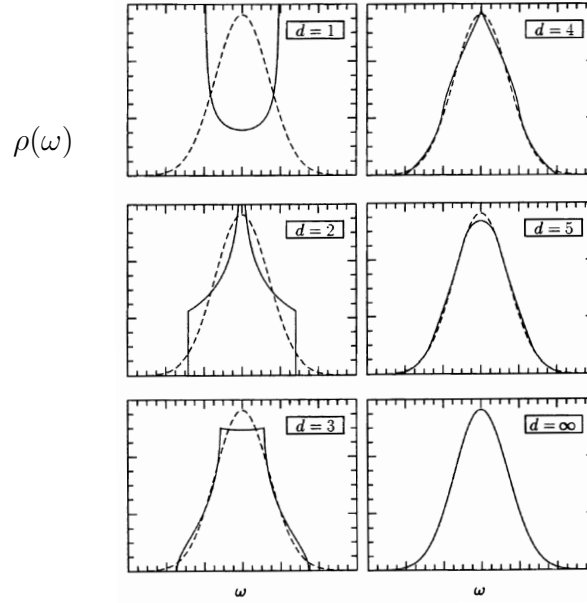 d = 1
d = 4
ρ(ω)
d = 2
d = 5
d = 3
d = ∞
ω
ω